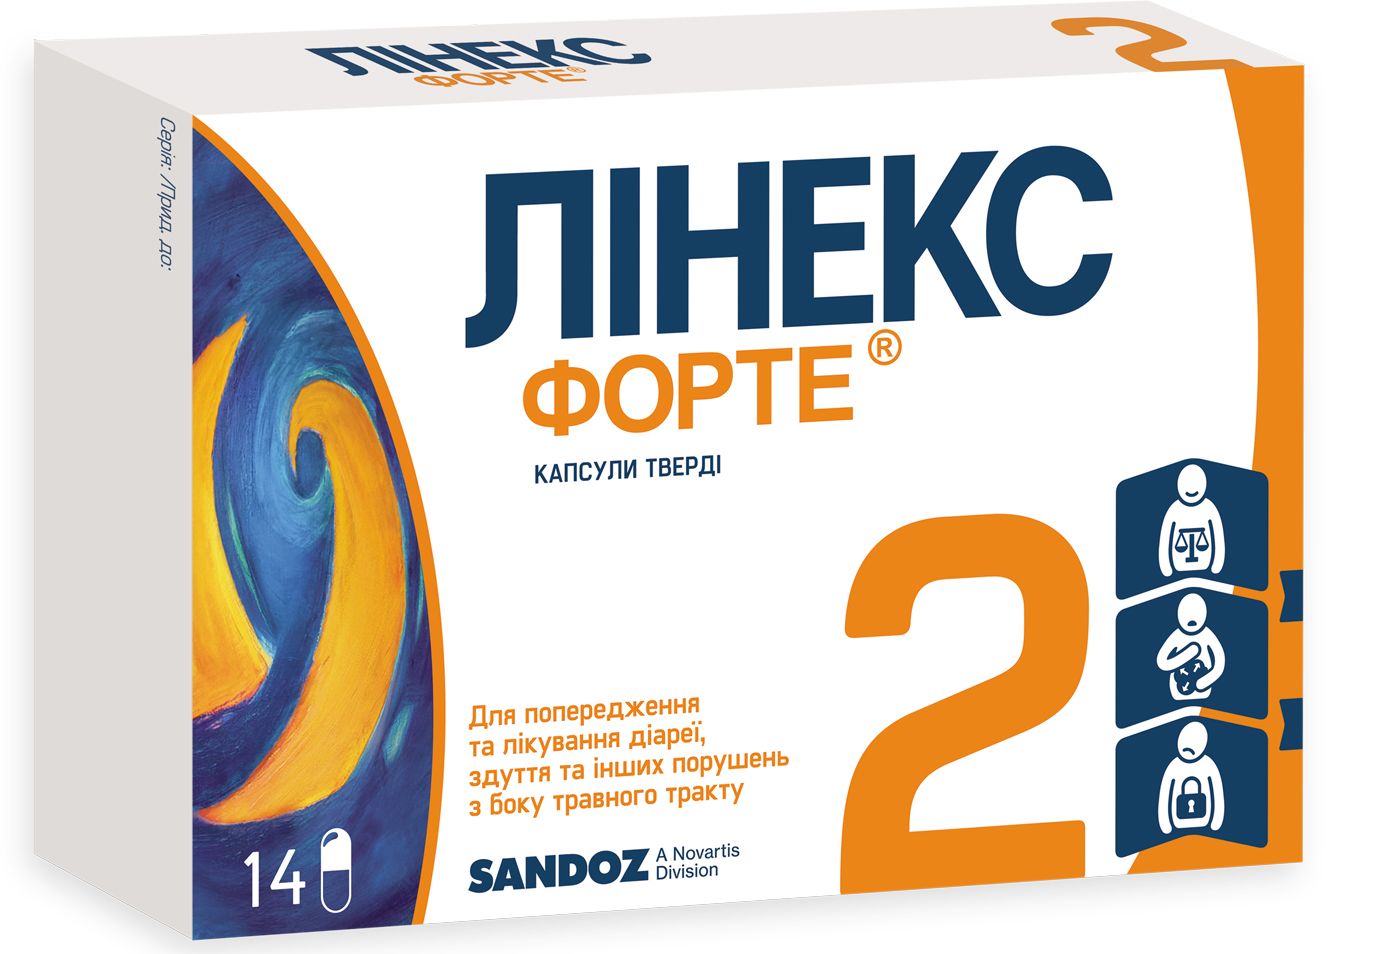 ЛІНЕКС
ФОРТЕ®
2
Серія: /Прид. до:
ЛІНЕКС
ФОРТЕ®
КАПСУЛИ ТВЕРДІ
2
Для попередження
та лікування діареї,
здуття та інших порушень
з боку травного тракту
SANDOZ A Novartis
Division
14